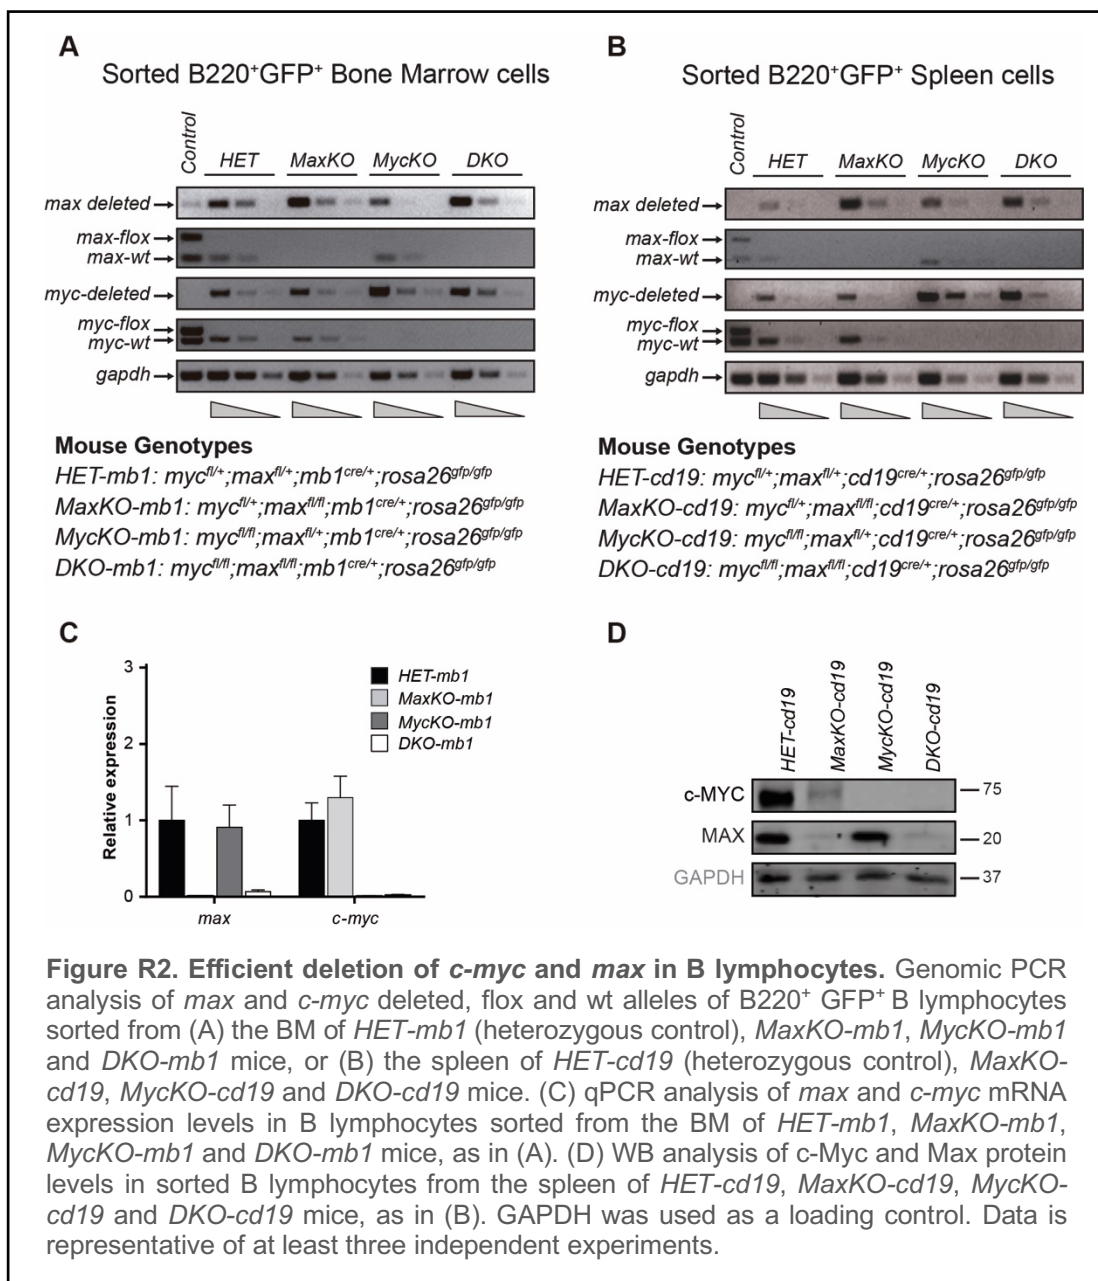 A
Sorted B220⁺GFP⁺ Bone Marrow cells
Control
HET MaxKO MycKO DKO
max deleted
max-flox
max-wt
myc-deleted
myc-flox
myc-wt
gapdh
Mouse Genotypes
HET-mb1: myc^fl/+;max^fl/+;mb1^cre/+;rosa26^gfp/gfp
MaxKO-mb1: myc^fl/+;max^fl/fl;mb1^cre/+;rosa26^gfp/gfp
MycKO-mb1: myc^fl/fl;max^fl/+;mb1^cre/+;rosa26^gfp/gfp
DKO-mb1: myc^fl/fl;max^fl/fl;mb1^cre/+;rosa26^gfp/gfp
B
Sorted B220⁺GFP⁺ Spleen cells
Control
HET MaxKO MycKO DKO
max deleted
max-flox
max-wt
myc-deleted
myc-flox
myc-wt
gapdh
Mouse Genotypes
HET-cd19: myc^fl/+;max^fl/+;cd19^cre/+;rosa26^gfp/gfp
MaxKO-cd19: myc^fl/+;max^fl/fl;cd19^cre/+;rosa26^gfp/gfp
MycKO-cd19: myc^fl/fl;max^fl/+;cd19^cre/+;rosa26^gfp/gfp
DKO-cd19: myc^fl/fl;max^fl/fl;cd19^cre/+;rosa26^gfp/gfp
C
Relative expression
3
2
1
0
max c-myc
HET-mb1
MaxKO-mb1
MycKO-mb1
DKO-mb1
D
HET-cd19
MaxKO-cd19
MycKO-cd19
DKO-cd19
c-MYC 75
MAX 20
GAPDH 37
Figure R2. Efficient deletion of c-myc and max in B lymphocytes. Genomic PCR
analysis of max and c-myc deleted, flox and wt alleles of B220⁺ GFP⁺ B lymphocytes
sorted from (A) the BM of HET-mb1 (heterozygous control), MaxKO-mb1, MycKO-mb1
and DKO-mb1 mice, or (B) the spleen of HET-cd19 (heterozygous control), MaxKO-
cd19, MycKO-cd19 and DKO-cd19 mice. (C) qPCR analysis of max and c-myc mRNA
expression levels in B lymphocytes sorted from the BM of HET-mb1, MaxKO-mb1,
MycKO-mb1 and DKO-mb1 mice, as in (A). (D) WB analysis of c-Myc and Max protein
levels in sorted B lymphocytes from the spleen of HET-cd19, MaxKO-cd19, MycKO-
cd19 and DKO-cd19 mice, as in (B). GAPDH was used as a loading control. Data is
representative of at least three independent experiments.